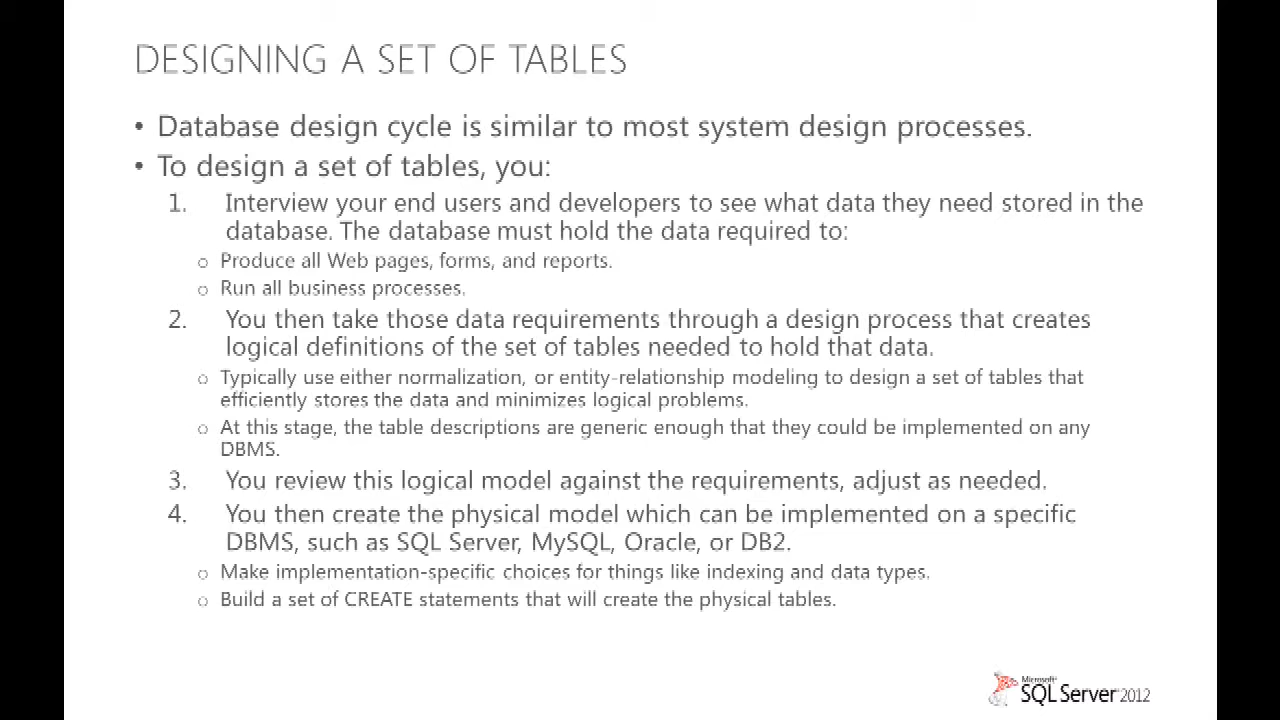 DESIGNING A SET OF TABLES
• Database design cycle is similar to most system design processes.
• To design a set of tables, you:
1. Interview your end users and developers to see what data they need stored in the
database. The database must hold the data required to:
o Produce all Web pages, forms, and reports.
o Run all business processes.
2. You then take those data requirements through a design process that creates
logical definitions of the set of tables needed to hold that data.
o Typically use either normalization, or entity-relationship modeling to design a set of tables that
efficiently stores the data and minimizes logical problems.
o At this stage, the table descriptions are generic enough that they could be implemented on any
DBMS.
3. You review this logical model against the requirements, adjust as needed.
4. You then create the physical model which can be implemented on a specific
DBMS, such as SQL Server, MySQL, Oracle, or DB2.
o Make implementation-specific choices for things like indexing and data types.
o Build a set of CREATE statements that will create the physical tables.
Microsoft®
SQL Server 2012